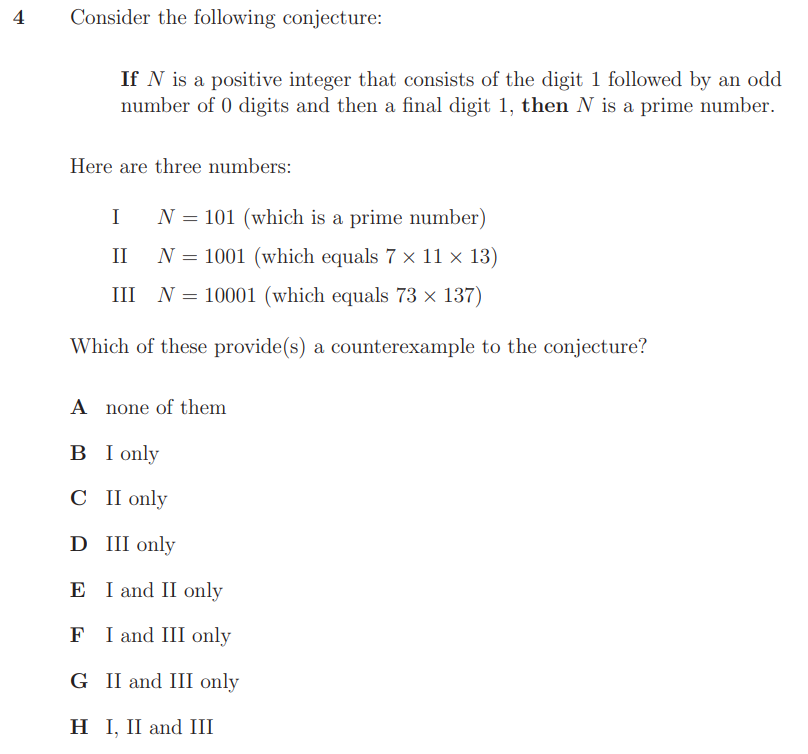 4 Consider the following conjecture:
If N is a positive integer that consists of the digit 1 followed by an odd
number of 0 digits and then a final digit 1, then N is a prime number.
Here are three numbers:
I N = 101 (which is a prime number)
II N = 1001 (which equals 7 × 11 × 13)
III N = 10001 (which equals 73 × 137)
Which of these provide(s) a counterexample to the conjecture?
A none of them
B I only
C II only
D III only
E I and II only
F I and III only
G II and III only
H I, II and III